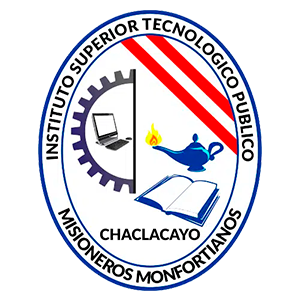 INSTITUTO SUPERIOR TECNOLOGICO PUBLICO
CHACLACAYO
MISIONEROS MONFORTIANOS